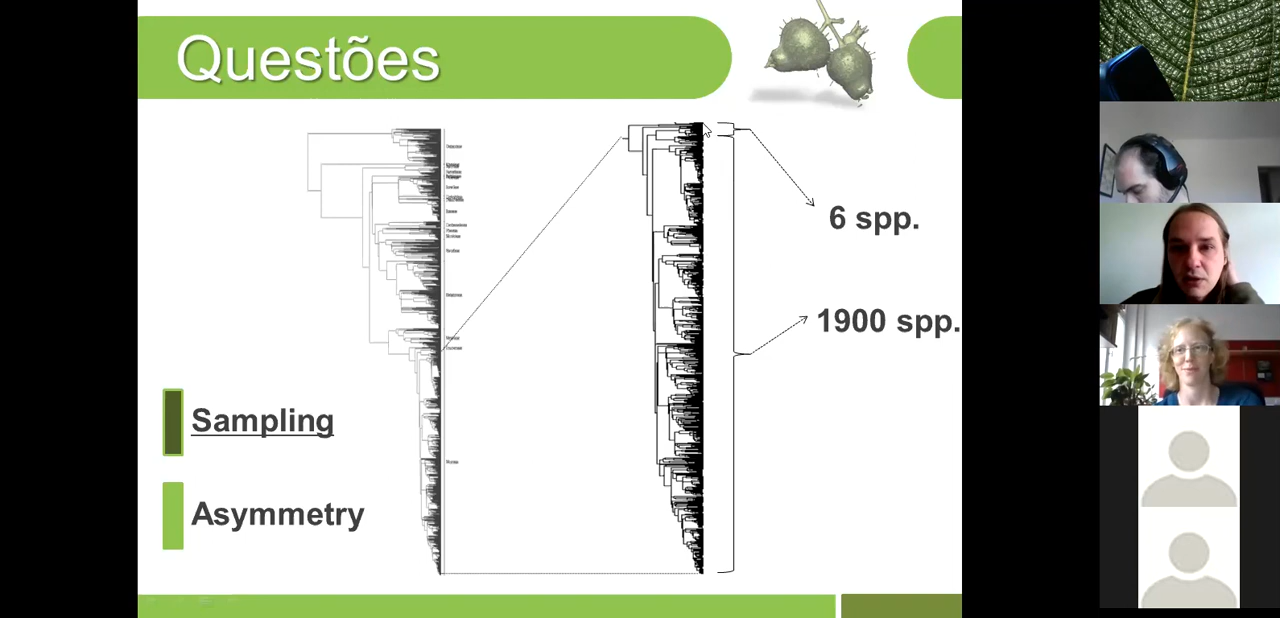 Questões
6 spp.
1900 spp.
Sampling
Asymmetry